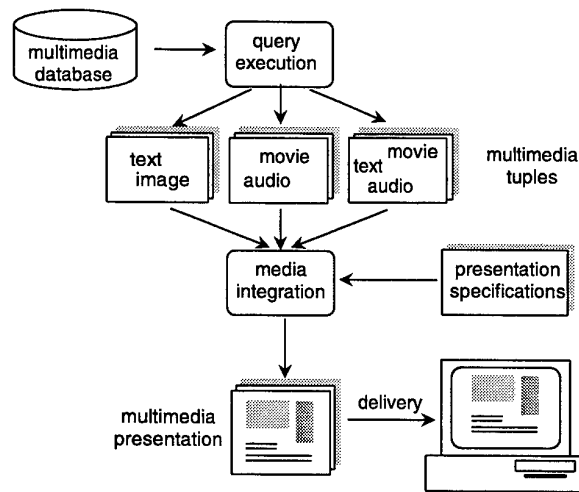 multimedia
database
query
execution
text
image
movie
audio
movie
text
audio
multimedia
tuples
media
integration
presentation
specifications
multimedia
presentation
delivery